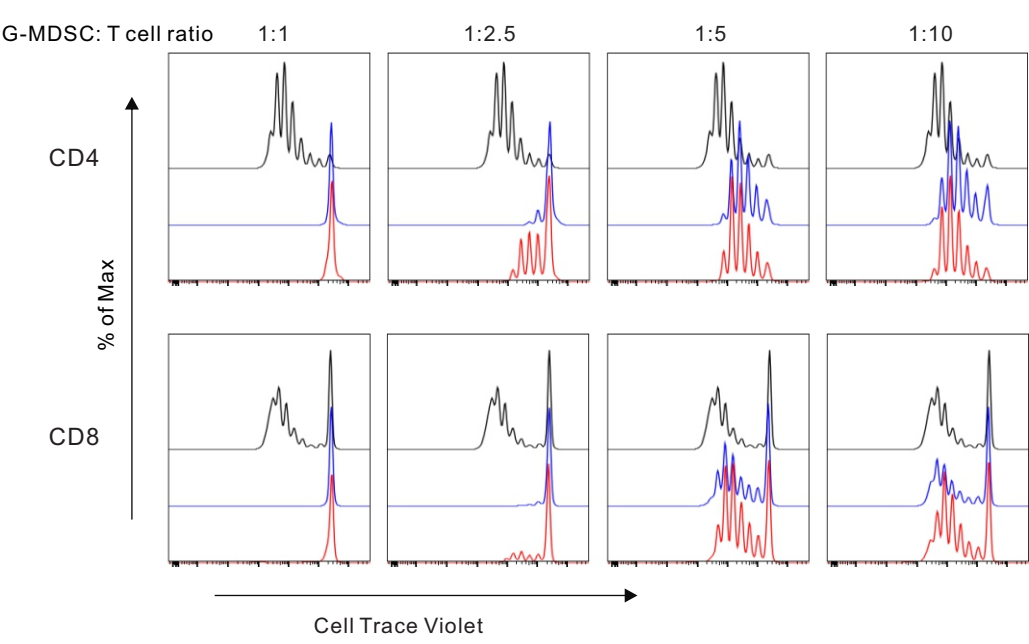 G-MDSC: T cell ratio 1:1 1:2.5 1:5 1:10
CD4
% of Max
CD8
Cell Trace Violet